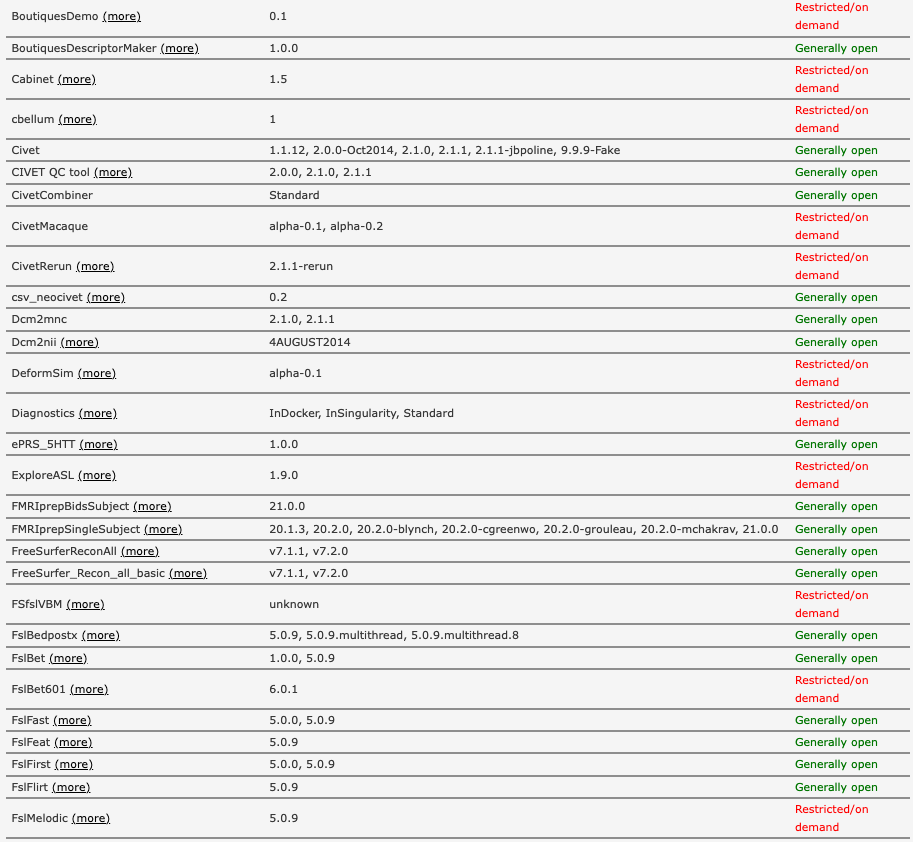 BoutiquesDemo (more) 0.1 Restricted/on demand
BoutiquesDescriptorMaker (more) 1.0.0 Generally open
Cabinet (more) 1.5 Restricted/on demand
cbellum (more) 1 Restricted/on demand
Civet 1.1.12, 2.0.0-Oct2014, 2.1.0, 2.1.1, 2.1.1-jbpoline, 9.9.9-Fake Generally open
CIVET QC tool (more) 2.0.0, 2.1.0, 2.1.1 Generally open
CivetCombiner Standard Generally open
CivetMacaque alpha-0.1, alpha-0.2 Restricted/on demand
CivetRerun (more) 2.1.1-rerun Restricted/on demand
csv_neocivet (more) 0.2 Generally open
Dcm2mnc 2.1.0, 2.1.1 Generally open
Dcm2nii (more) 4AUGUST2014 Generally open
DeformSim (more) alpha-0.1 Restricted/on demand
Diagnostics (more) InDocker, InSingularity, Standard Restricted/on demand
ePRS_5HTT (more) 1.0.0 Generally open
ExploreASL (more) 1.9.0 Restricted/on demand
FMRIprepBidsSubject (more) 21.0.0 Generally open
FMRIprepSingleSubject (more) 20.1.3, 20.2.0, 20.2.0-blynch, 20.2.0-cgreenwo, 20.2.0-grouleau, 20.2.0-mchakrav, 21.0.0 Generally open
FreeSurferReconAll (more) v7.1.1, v7.2.0 Generally open
FreeSurfer_Recon_all_basic (more) v7.1.1, v7.2.0 Generally open
FSfslVBM (more) unknown Restricted/on demand
FslBedpostx (more) 5.0.9, 5.0.9.multithread, 5.0.9.multithread.8 Generally open
FslBet (more) 1.0.0, 5.0.9 Generally open
FslBet601 (more) 6.0.1 Restricted/on demand
FslFast (more) 5.0.0, 5.0.9 Generally open
FslFeat (more) 5.0.9 Generally open
FslFirst (more) 5.0.0, 5.0.9 Generally open
FslFlirt (more) 5.0.9 Generally open
FslMelodic (more) 5.0.9 Restricted/on demand